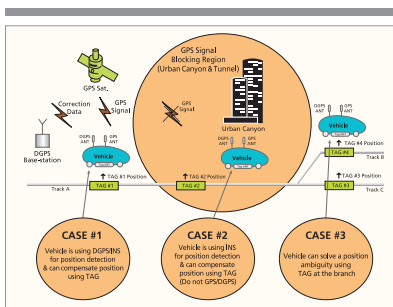 GPS Signal
Blocking Region
(Urban Canyon & Tunnel)
GPS Sat,
Correction
Data
GPS
Signal
GPS
Signal
DGPS
Base-station
DGPS
ANT
GPS
ANT
Vehicle
TAG #1 Position
Track A
TAG #1
Urban Canyon
DGPS
ANT
GPS
ANT
Vehicle
TAG #2 Position
TAG #2
DGPS
ANT
GPS
ANT
Vehicle
TAG #4 Position
TAG #4
Track B
TAG #3 Position
TAG #3
Track C
CASE #1
Vehicle is using DGPS/INS
for position detection
& can compensate position
using TAG
CASE #2
Vehicle is using INS
for position detection
& can compensate
position using TAG
(Do not GPS/DGPS)
CASE #3
Vehicle can solve a position
ambiguity using
TAG at the branch